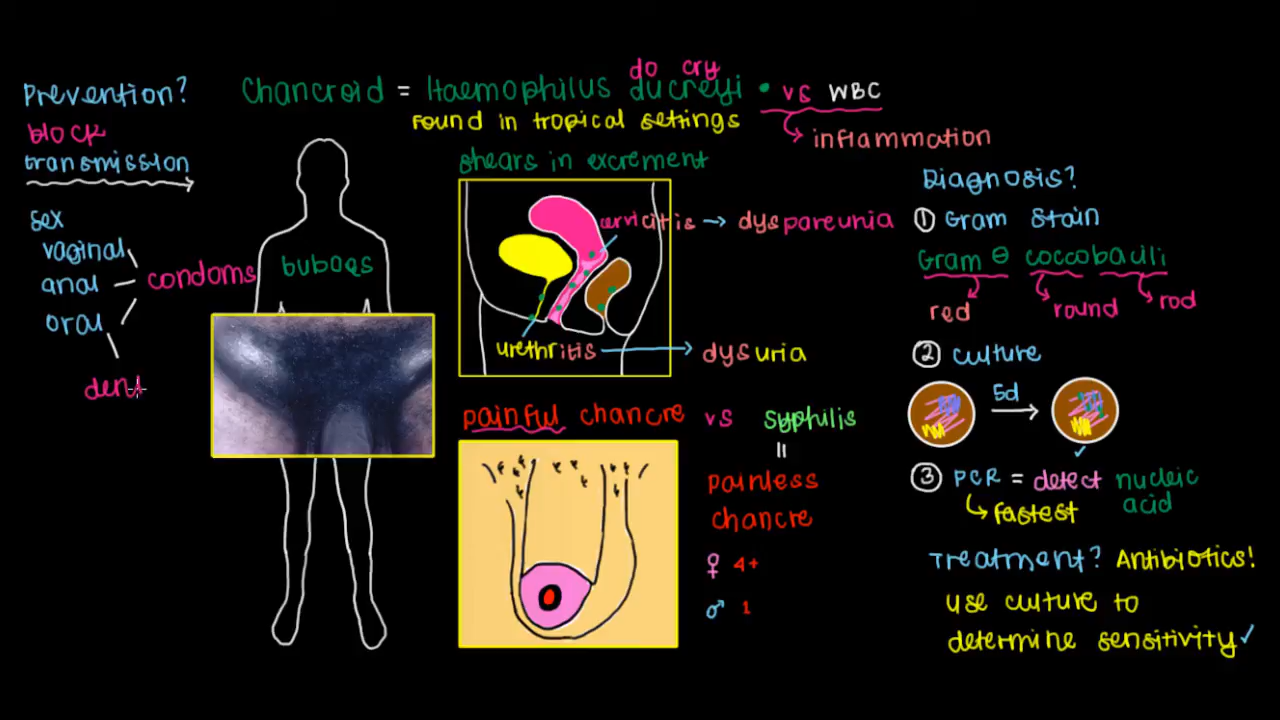 Prevention?
block
transmission
sex
vaginal
anal
oral
condoms
dent
Chancroid = Haemophilus ducreyi • vs WBC
do cry
found in tropical settings
inflammation
shears in excrement
buboes
cervicitis → dyspareunia
urethritis → dysuria
painful chancre vs syphilis
=
painless
chancre
♀ 4+
♂ 1
Diagnosis?
① Gram stain
Gram ⊖ coccobacilli
red round rod
② culture
5d
③ PCR = detect nucleic
acid
fastest
Treatment? Antibiotics!
use culture to
determine sensitivity ✓